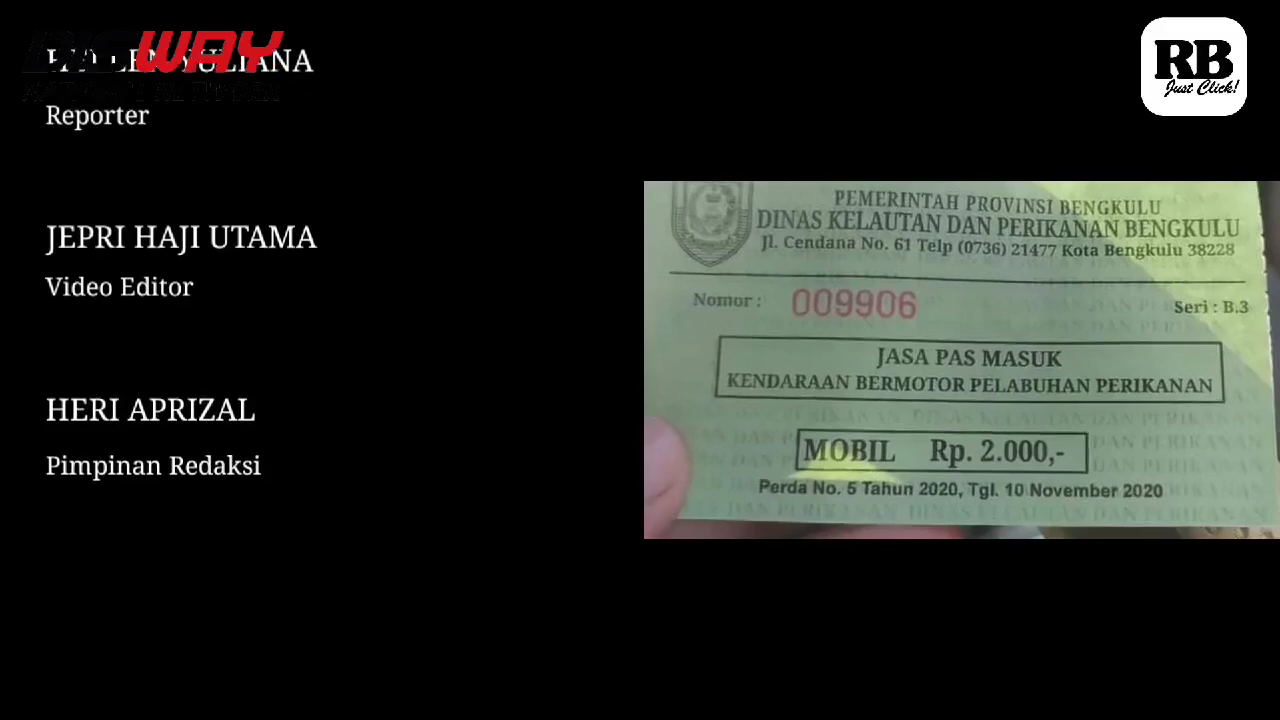 WAY
YULIANA
Reporter
JEPRI HAJI UTAMA
Video Editor
HERI APRIZAL
Pimpinan Redaksi
RB
Just Click!
PEMERINTAH PROVINSI BENGKULU
DINAS KELAUTAN DAN PERIKANAN BENGKULU
Jl. Cendana No. 61 Telp (0736) 21477 Kota Bengkulu 38228
Nomor : 009906 Seri : B.3
JASA PAS MASUK
KENDARAAN BERMOTOR PELABUHAN PERIKANAN
MOBIL Rp. 2.000,-
Perda No. 5 Tahun 2020, Tgl. 10 November 2020